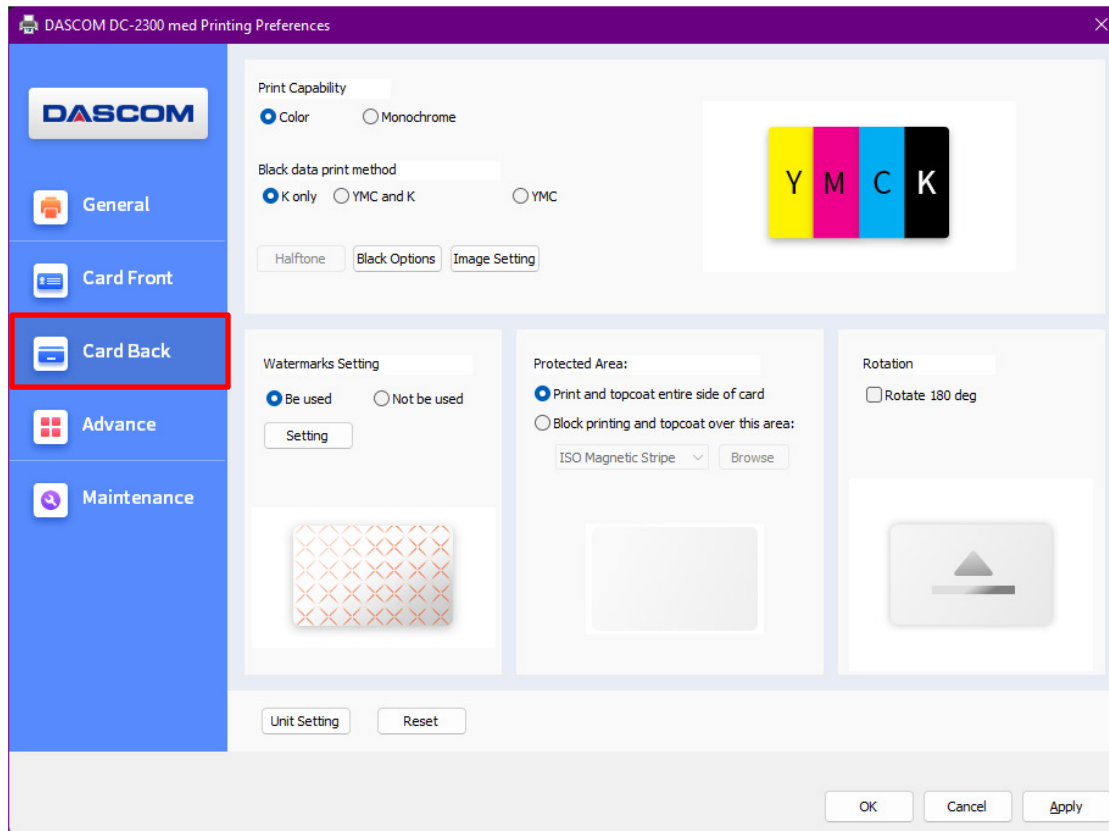 DASCOM DC-2300 med Printing Preferences
DASCOM
General
Card Front
Card Back
Advance
Maintenance
Print Capability
Color Monochrome
Black data print method
K only YMC and K YMC
Halftone Black Options Image Setting
Y M C K
Watermarks Setting
Be used Not be used
Setting
Protected Area:
Print and topcoat entire side of card
Block printing and topcoat over this area:
ISO Magnetic Stripe Browse
Rotation
Rotate 180 deg
Unit Setting Reset
OK Cancel Apply